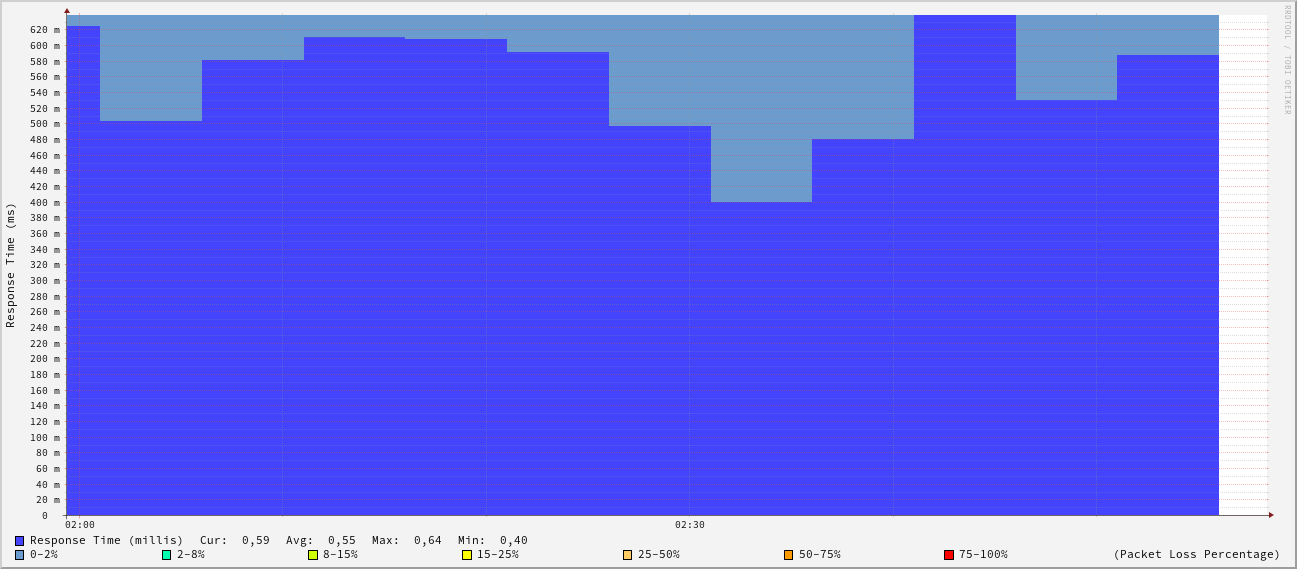 RRDTOOL / TOBI OETIKER
Response Time (ms)
620 m
600 m
580 m
560 m
540 m
520 m
500 m
480 m
460 m
440 m
420 m
400 m
380 m
360 m
340 m
320 m
300 m
280 m
260 m
240 m
220 m
200 m
180 m
160 m
140 m
120 m
100 m
80 m
60 m
40 m
20 m
0
02:00 02:30
Response Time (millis) Cur: 0,59 Avg: 0,55 Max: 0,64 Min: 0,40
0-2% 2-8% 8-15% 15-25% 25-50% 50-75% 75-100% (Packet Loss Percentage)